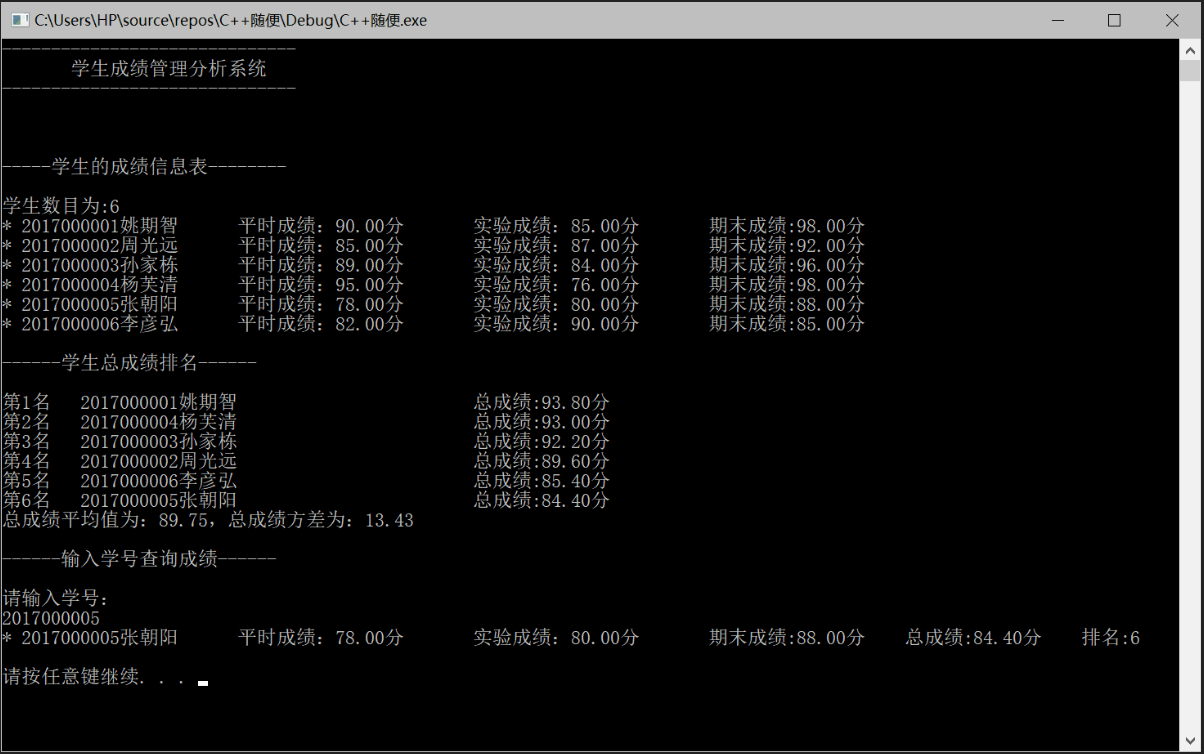 C:\Users\HP\source\repos\C++随便\Debug\C++随便.exe
------------------------------
学生成绩管理分析系统
------------------------------
-----学生的成绩信息表--------
学生数目为:6
* 2017000001姚期智 平时成绩：90.00分 实验成绩：85.00分 期末成绩:98.00分
* 2017000002周光远 平时成绩：85.00分 实验成绩：87.00分 期末成绩:92.00分
* 2017000003孙家栋 平时成绩：89.00分 实验成绩：84.00分 期末成绩:96.00分
* 2017000004杨芙清 平时成绩：95.00分 实验成绩：76.00分 期末成绩:98.00分
* 2017000005张朝阳 平时成绩：78.00分 实验成绩：80.00分 期末成绩:88.00分
* 2017000006李彦弘 平时成绩：82.00分 实验成绩：90.00分 期末成绩:85.00分
------学生总成绩排名------
第1名 2017000001姚期智 总成绩:93.80分
第2名 2017000004杨芙清 总成绩:93.00分
第3名 2017000003孙家栋 总成绩:92.20分
第4名 2017000002周光远 总成绩:89.60分
第5名 2017000006李彦弘 总成绩:85.40分
第6名 2017000005张朝阳 总成绩:84.40分
总成绩平均值为：89.75，总成绩方差为：13.43
------输入学号查询成绩------
请输入学号：
2017000005
* 2017000005张朝阳 平时成绩：78.00分 实验成绩：80.00分 期末成绩:88.00分 总成绩:84.40分 排名:6
请按任意键继续. . .